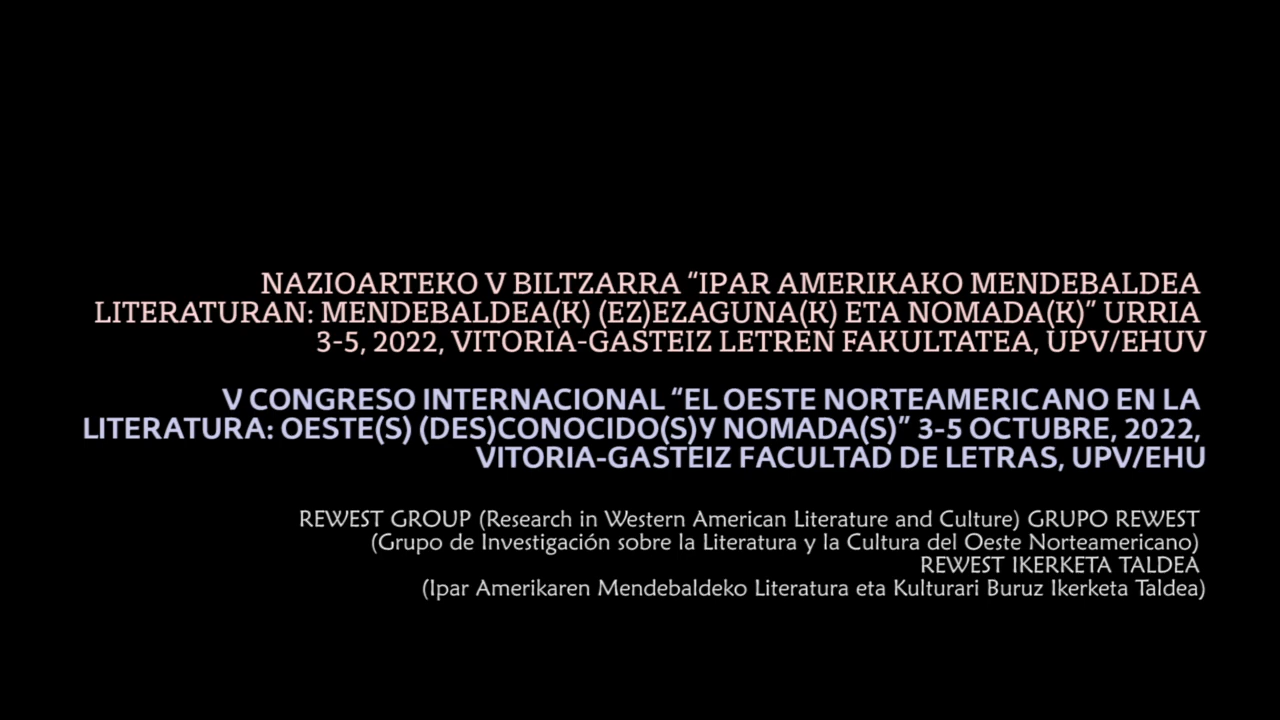 NAZIOARTEKO V BILTZARRA “IPAR AMERIKAKO MENDEBALDEA
LITERATURAN: MENDEBALDEA(K) (EZ)EZAGUNA(K) ETA NOMADA(K)” URRIA
3-5, 2022, VITORIA-GASTEIZ LETREN FAKULTATEA, UPV/EHUV
V CONGRESO INTERNACIONAL “EL OESTE NORTEAMERICANO EN LA
LITERATURA: OESTE(S) (DES)CONOCIDO(S)Y NOMADA(S)” 3-5 OCTUBRE, 2022,
VITORIA-GASTEIZ FACULTAD DE LETRAS, UPV/EHU
REWEST GROUP (Research in Western American Literature and Culture) GRUPO REWEST
(Grupo de Investigación sobre la Literatura y la Cultura del Oeste Norteamericano)
REWEST IKERKETA TALDEA
(Ipar Amerikaren Mendebaldeko Literatura eta Kulturari Buruz Ikerketa Taldea)